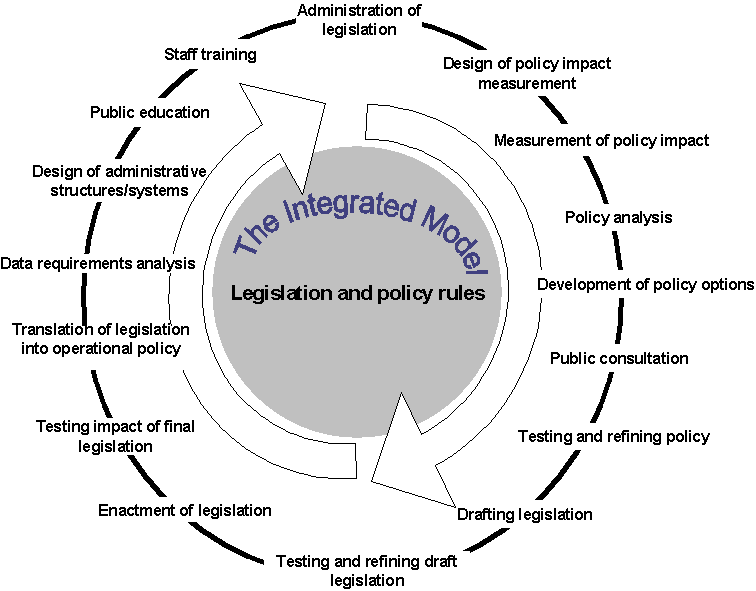 Administration of
legislation
Design of policy impact
measurement
Measurement of policy impact
Policy analysis
Development of policy options
Public consultation
Testing and refining policy
Drafting legislation
Testing and refining draft
legislation
Enactment of legislation
Testing impact of final
legislation
Translation of legislation
into operational policy
Data requirements analysis
Design of administrative
structures/systems
Public education
Staff training
The Integrated Model
Legislation and policy rules